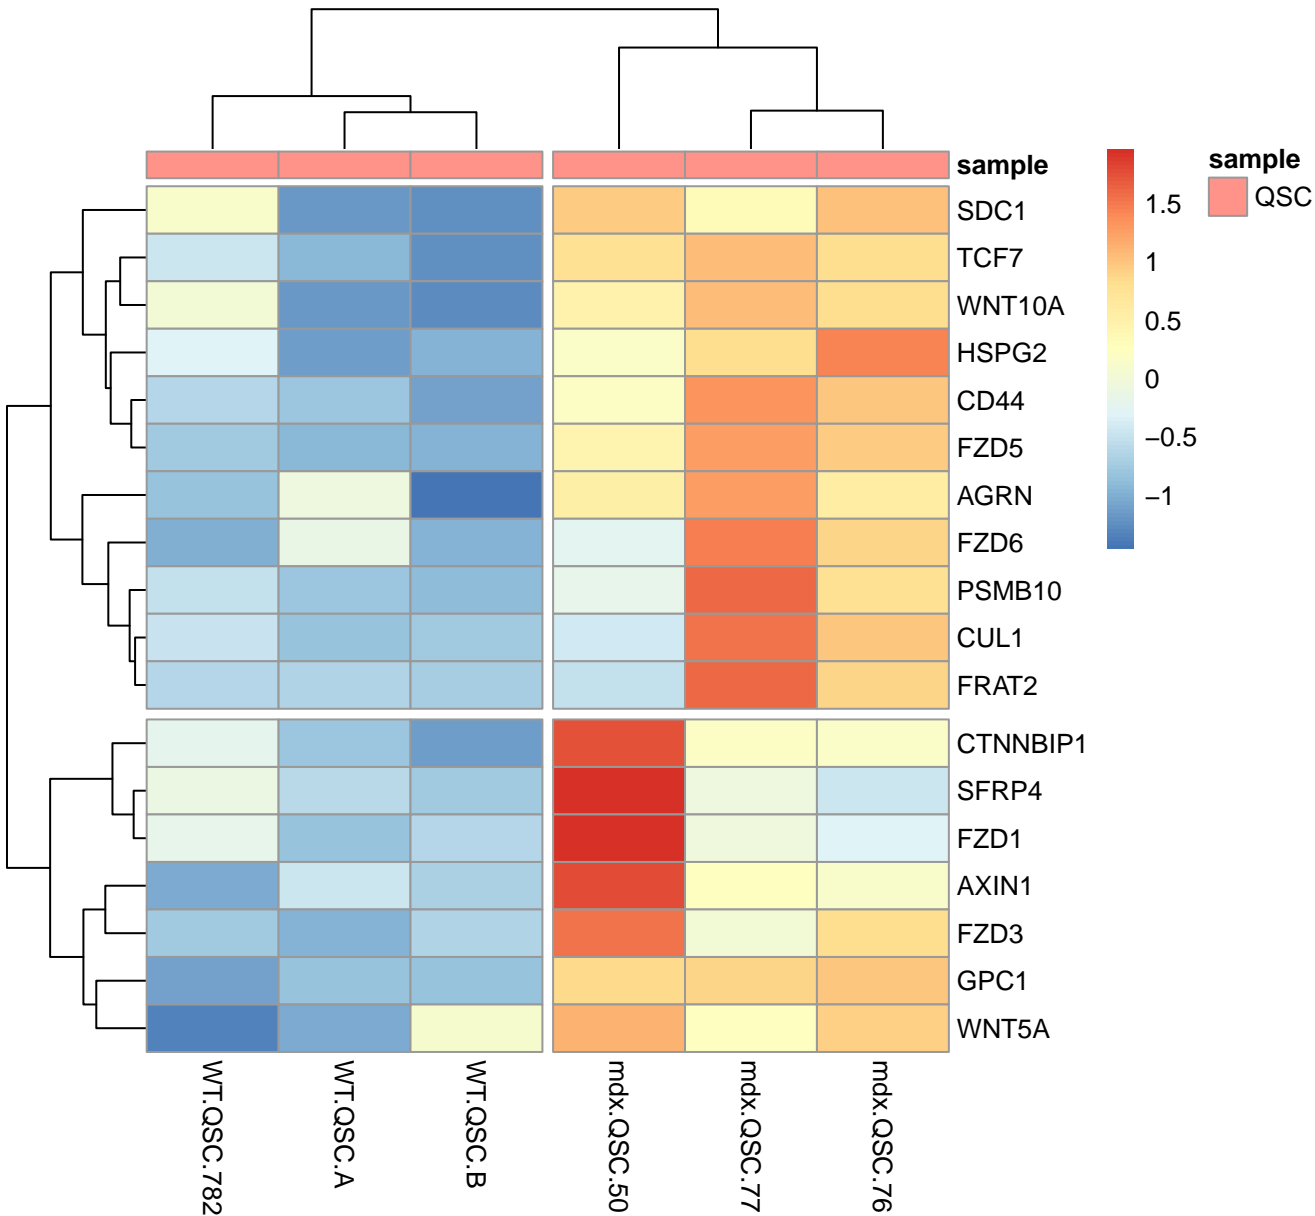 sample
SDC1
TCF7
WNT10A
HSPG2
CD44
FZD5
AGRN
FZD6
PSMB10
CUL1
FRAT2
CTNNBIP1
SFRP4
FZD1
AXIN1
FZD3
GPC1
WNT5A
WT.QSC.782
WT.QSC.A
WT.QSC.B
mdx.QSC.50
mdx.QSC.77
mdx.QSC.76
1.5
1
0.5
0
−0.5
−1
sample
QSC